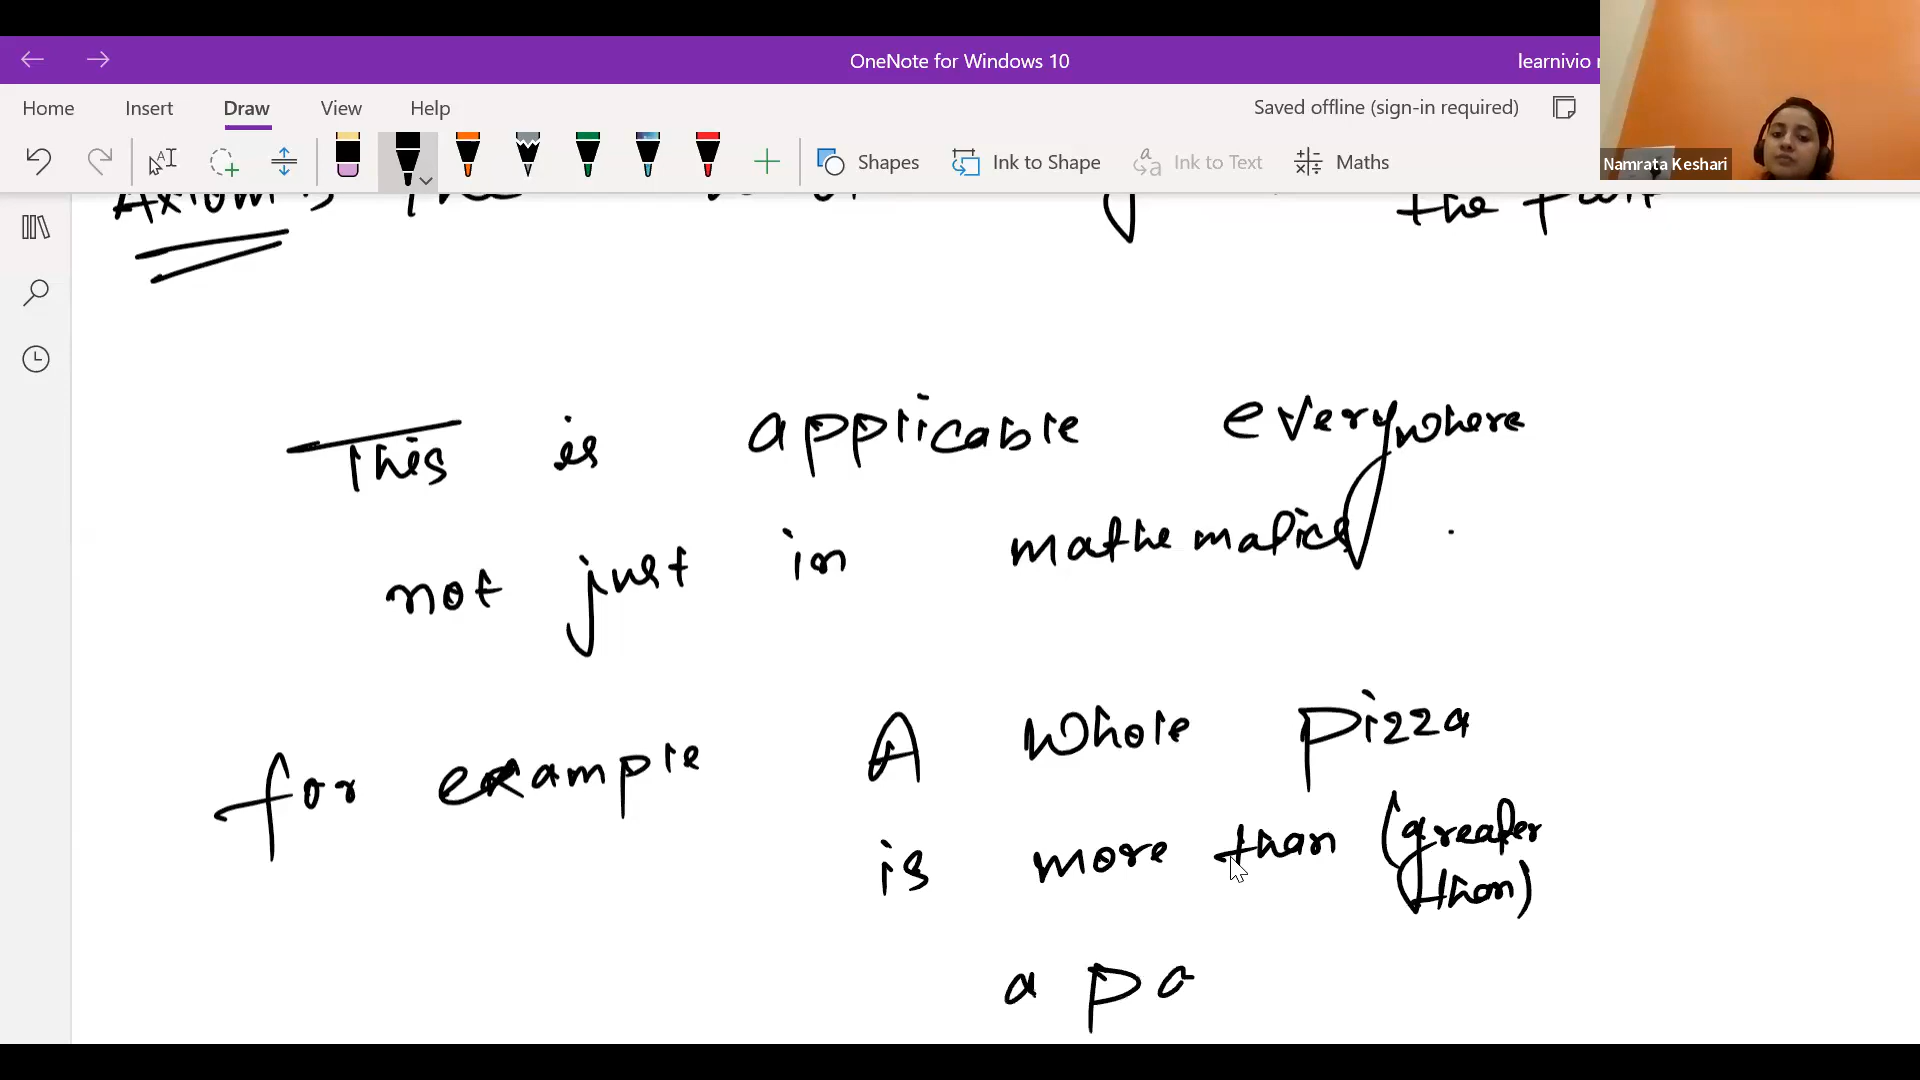 OneNote for Windows 10
learnivio
Home Insert Draw View Help
Saved offline (sign-in required)
Shapes Ink to Shape Ink to Text Maths
Namrata Keshari
Axiom
the
This is applicable everywhere
not just in mathematics
for example A whole pizza
is more than (greater
than)
a pa